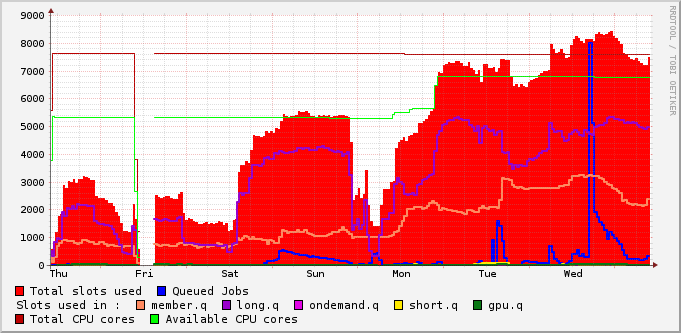 9000
8000
7000
6000
5000
4000
3000
2000
1000
0
Thu Fri Sat Sun Mon Tue Wed
Total slots used Queued Jobs
Slots used in : member.q long.q ondemand.q short.q gpu.q
Total CPU cores Available CPU cores
RRDTOOL / TOBI OETIKER